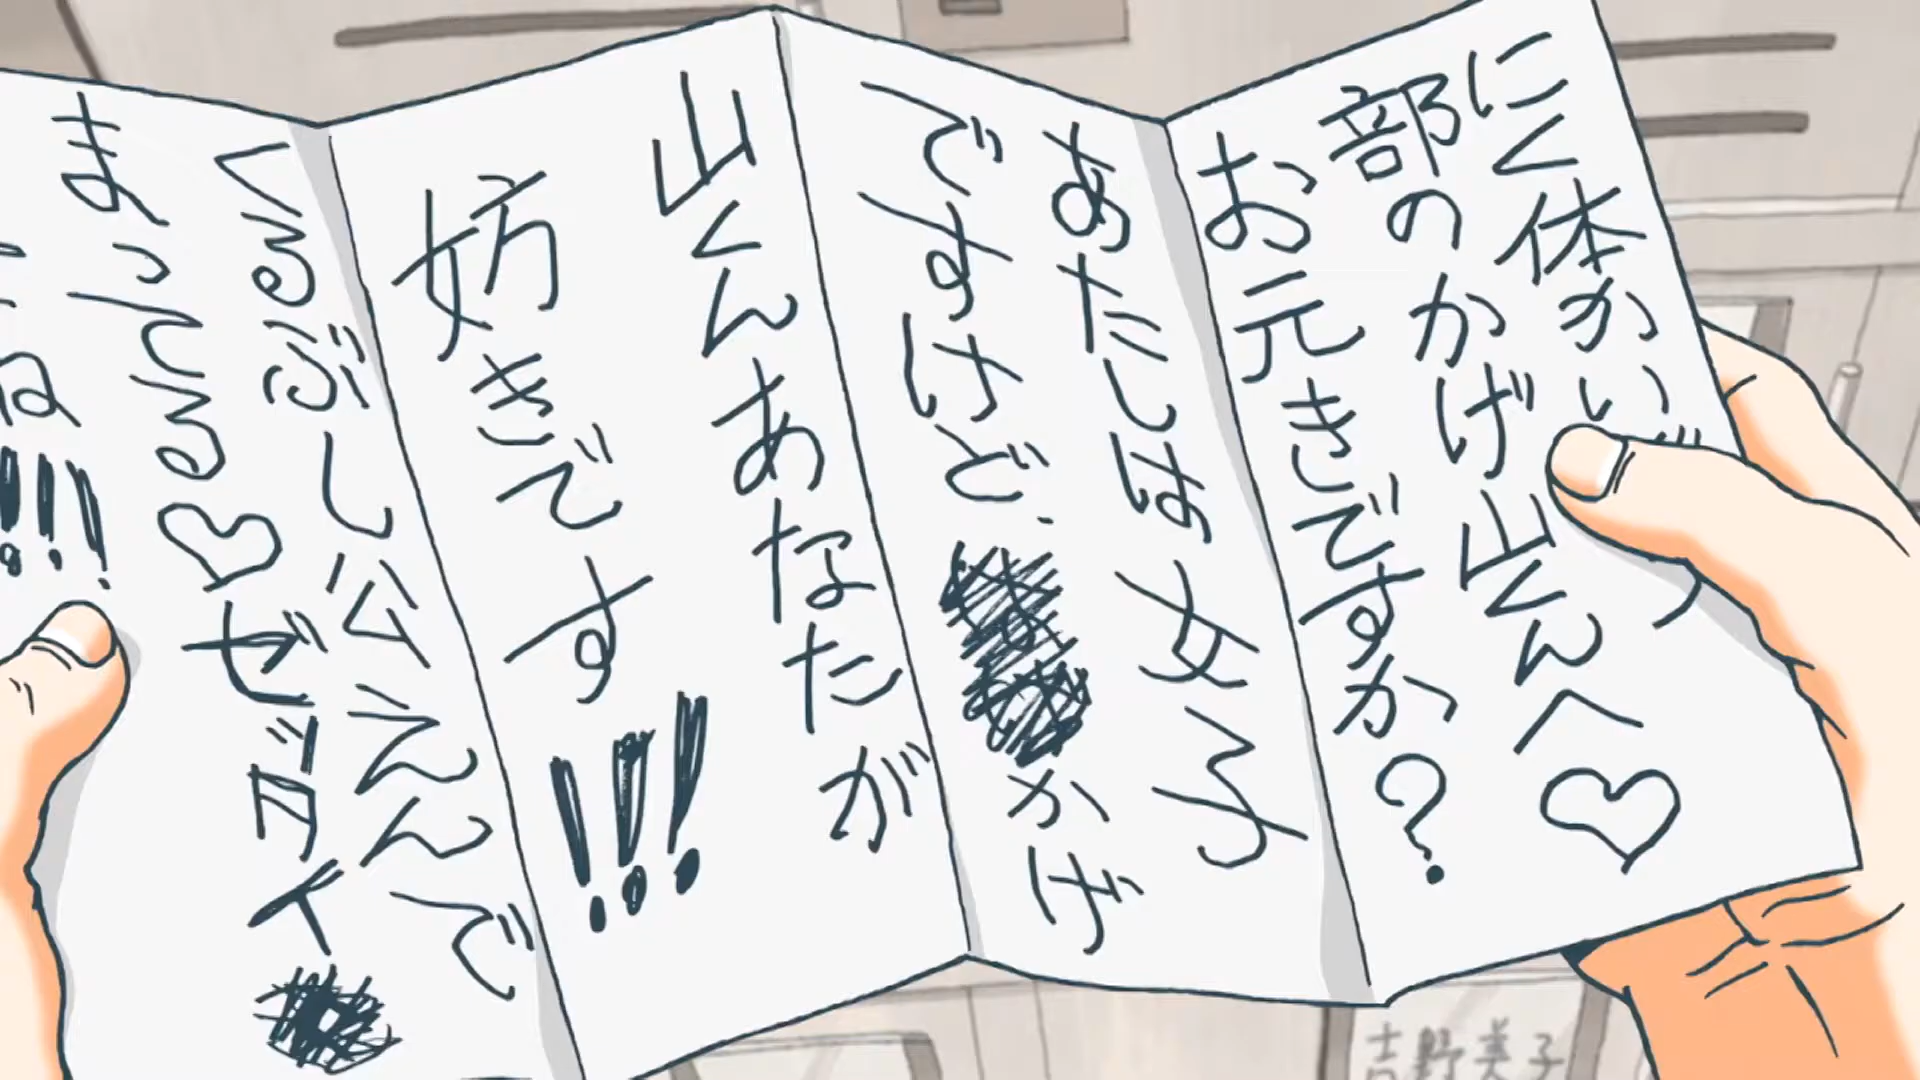 にく体かい
部のかげ山くんへ♡
お元きですか？
あたしは女子
ですけど、かげ
山くんあなたが
妨きです!!!
くるぶし公えんで
まってる♡ゼッタイ
ね!!!
吉野美子